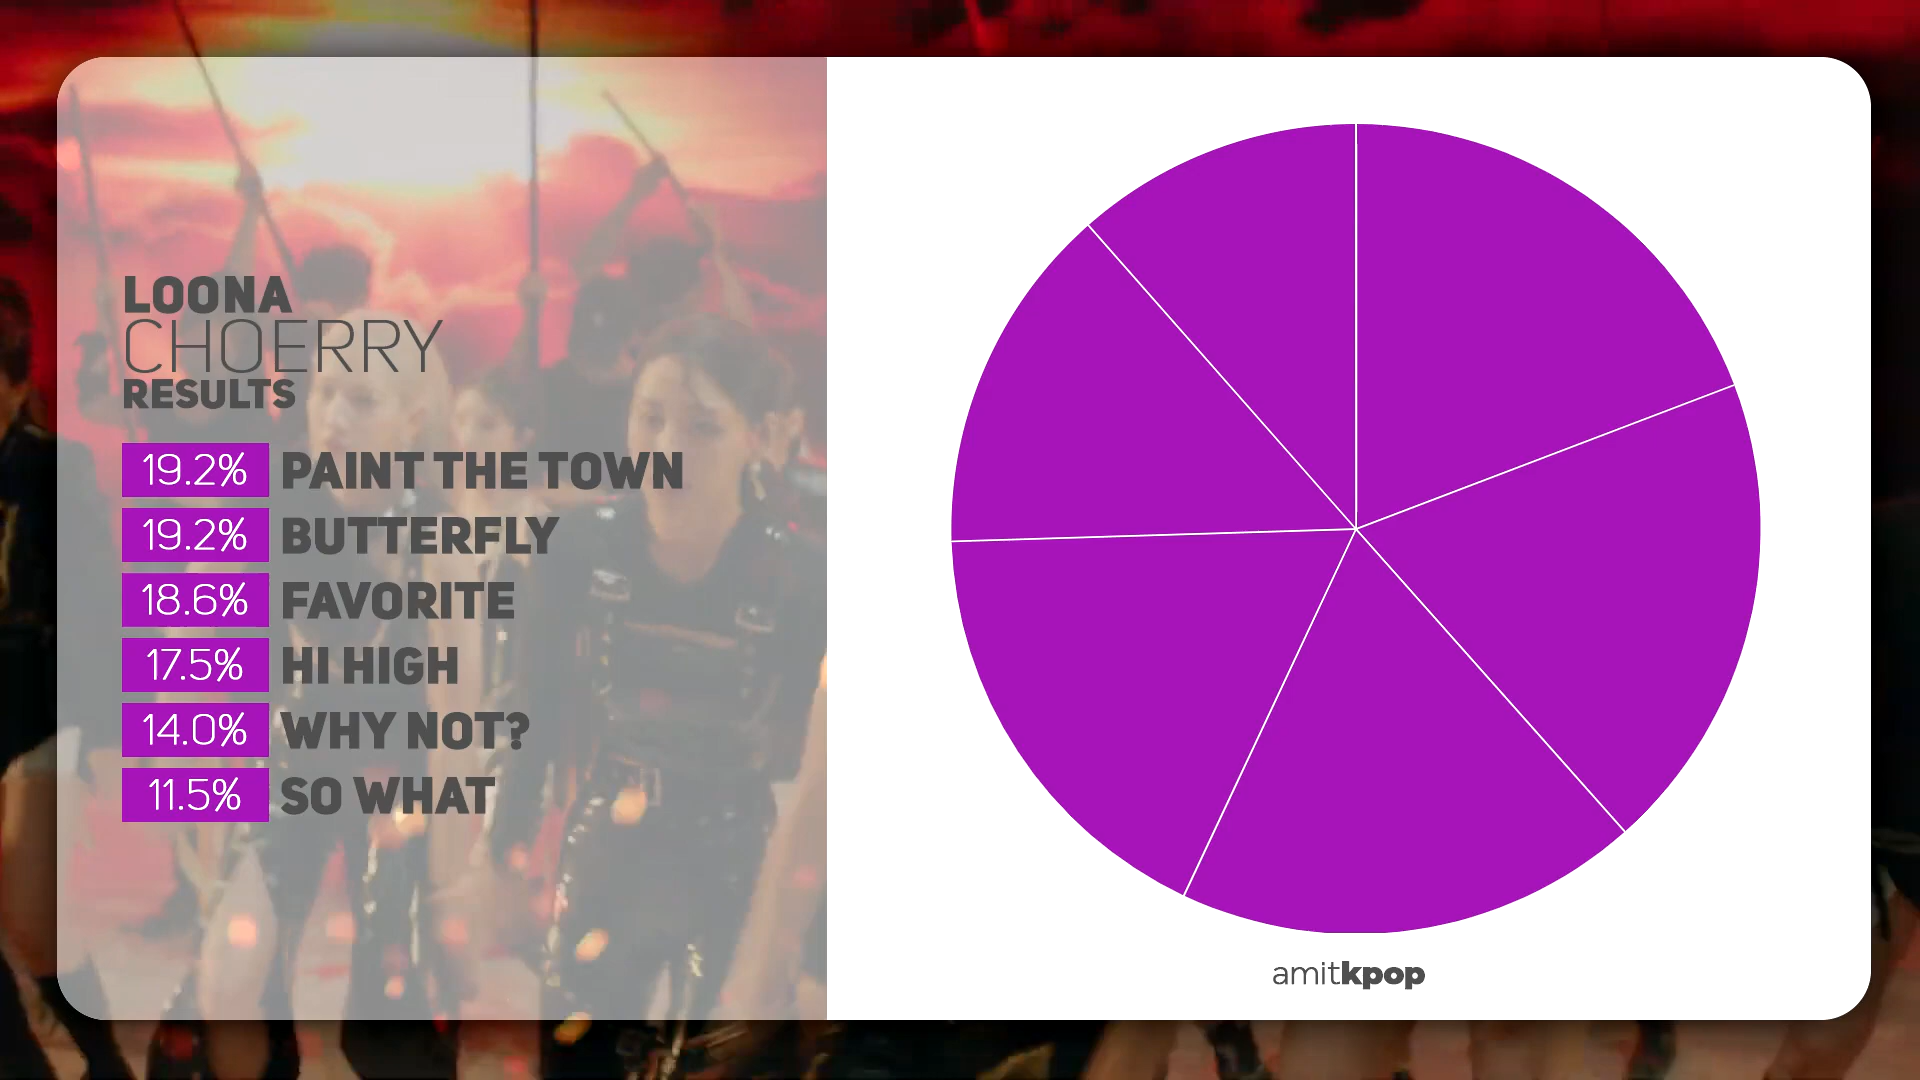 LOONA
CHOERRY
RESULTS
19.2% PAINT THE TOWN
19.2% BUTTERFLY
18.6% FAVORITE
17.5% HI HIGH
14.0% WHY NOT?
11.5% SO WHAT
amitkpop